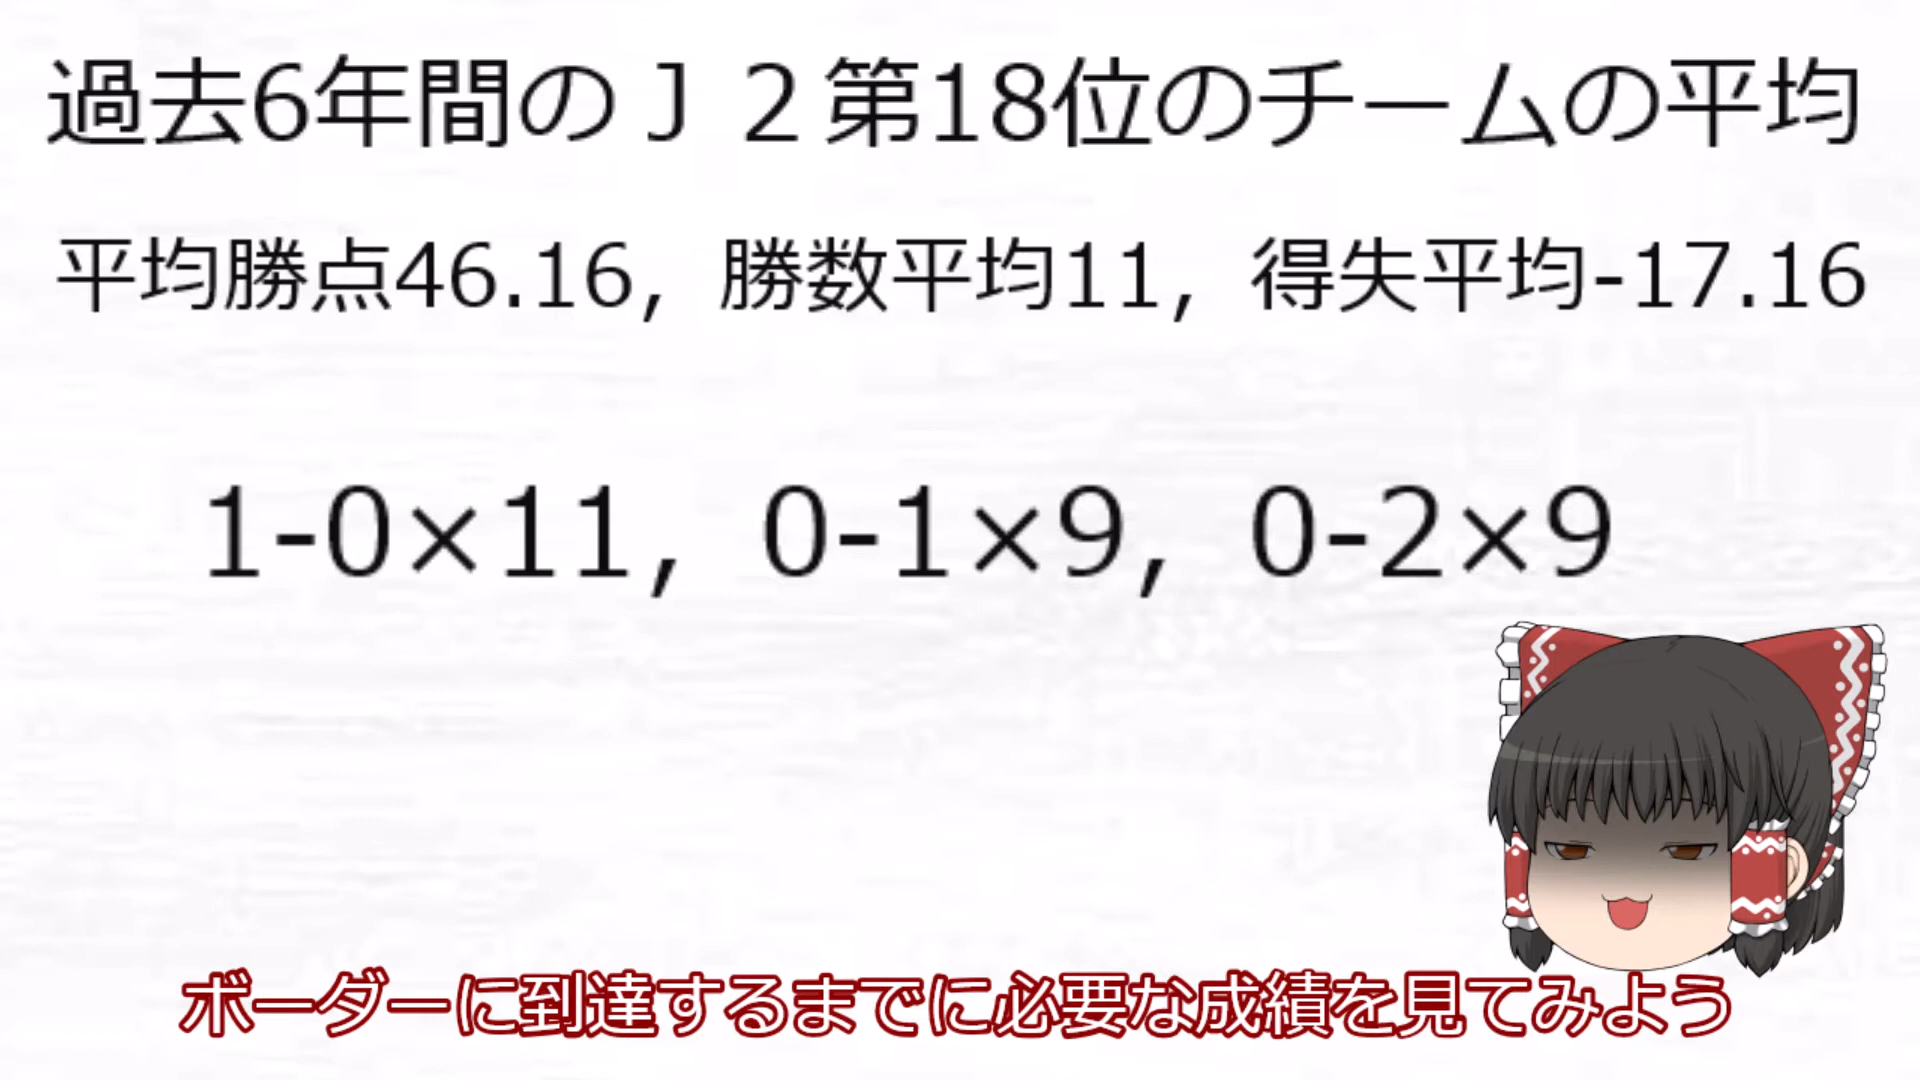 過去6年間のＪ２第18位のチームの平均
平均勝点46.16，勝数平均11，得失平均-17.16
1-0×11，0-1×9，0-2×9
ボーダーに到達するまでに必要な成績を見てみよう